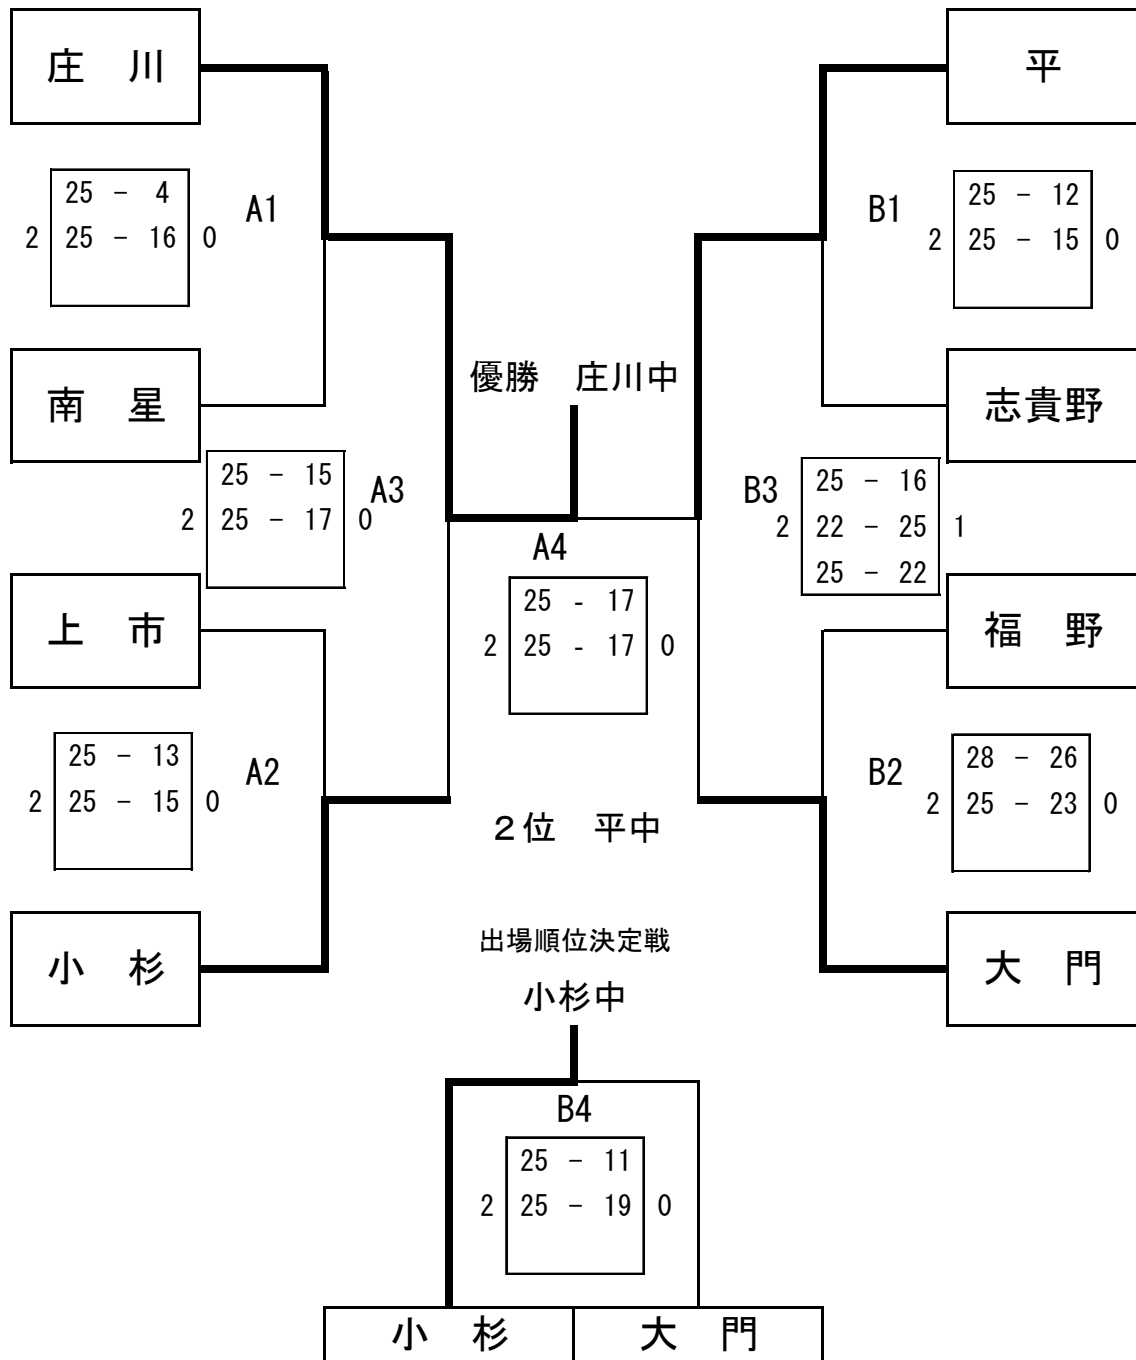 庄　川
平
25 － 4
A1
2 25 － 16 0
B1
25 － 12
2 25 － 15 0
南　星
優勝　庄川中
志貴野
25 － 15
A3
2 25 － 17 0
B3
25 － 16
2 22 － 25 1
25 － 22
A4
25 - 17
2 25 - 17 0
上　市
福　野
25 － 13
A2
2 25 － 15 0
B2
28 － 26
2 25 － 23 0
２位　平中
小　杉
出場順位決定戦
小杉中
大　門
B4
25 － 11
2 25 － 19 0
小　杉
大　門